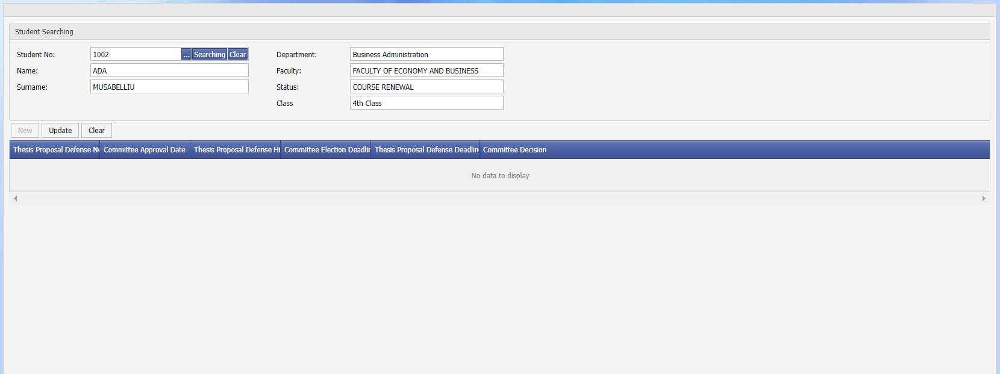 Student Searching
Student No: 1002 ... Searching Clear Department: Business Administration
Name: ADA Faculty: FACULTY OF ECONOMY AND BUSINESS
Surname: MUSABELLIU Status: COURSE RENEWAL
Class 4th Class
New Update Clear
Thesis Proposal Defense Committee Approval Date Thesis Proposal Defense Hi Committee Election Deadlin Thesis Proposal Defense Deadlin Committee Decision
No data to display